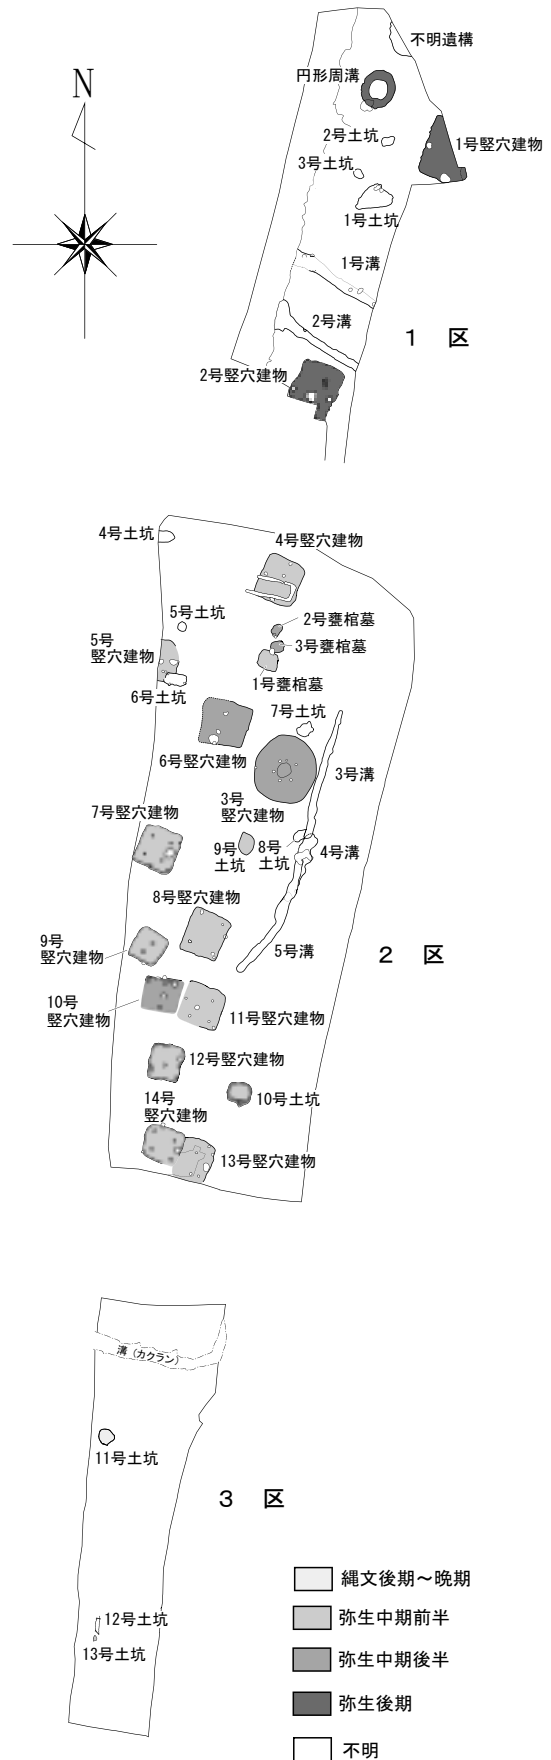 N
不明遺構
円形周溝
2号土坑
1号竪穴建物
3号土坑
1号土坑
1号溝
2号溝
1 区
2号竪穴建物
4号土坑
4号竪穴建物
5号土坑
2号甕棺墓
5号
竪穴建物
3号甕棺墓
1号甕棺墓
6号土坑
7号土坑
6号竪穴建物
3号溝
3号
竪穴建物
7号竪穴建物
9号
土坑
8号
土坑
4号溝
8号竪穴建物
9号
竪穴建物
5号溝
2 区
10号
竪穴建物
11号竪穴建物
12号竪穴建物
14号
竪穴建物
10号土坑
13号竪穴建物
溝（カクラン）
11号土坑
3 区
12号土坑
13号土坑
縄文後期～晩期
弥生中期前半
弥生中期後半
弥生後期
不明